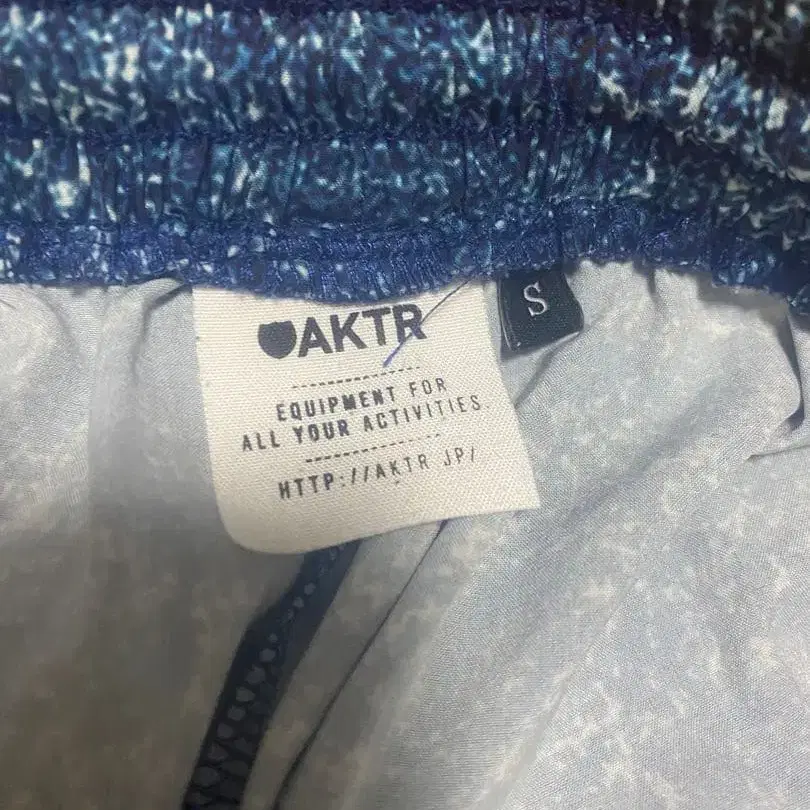 AKTR
S
EQUIPMENT FOR
ALL YOUR ACTIVITIES
HTTP://AKTR JP/